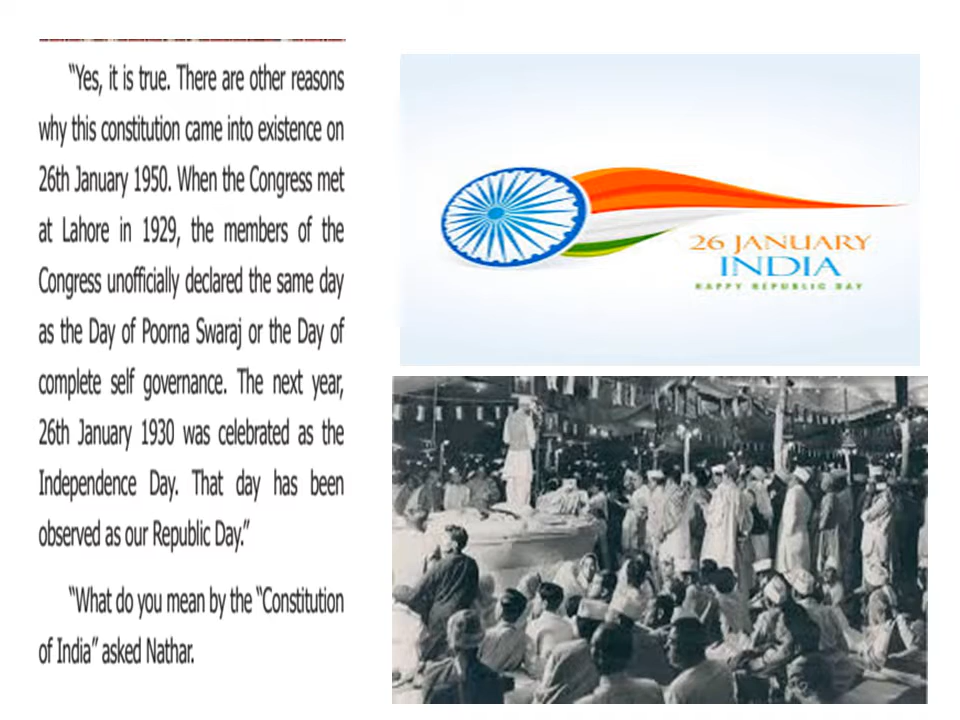 “Yes, it is true. There are other reasons
why this constitution came into existence on
26th January 1950. When the Congress met
at Lahore in 1929, the members of the
Congress unofficially declared the same day
as the Day of Poorna Swaraj or the Day of
complete self governance. The next year,
26th January 1930 was celebrated as the
Independence Day. That day has been
observed as our Republic Day.”
“What do you mean by the “Constitution
of India” asked Nathar.
26 JANUARY
INDIA
HAPPY REPUBLIC DAY